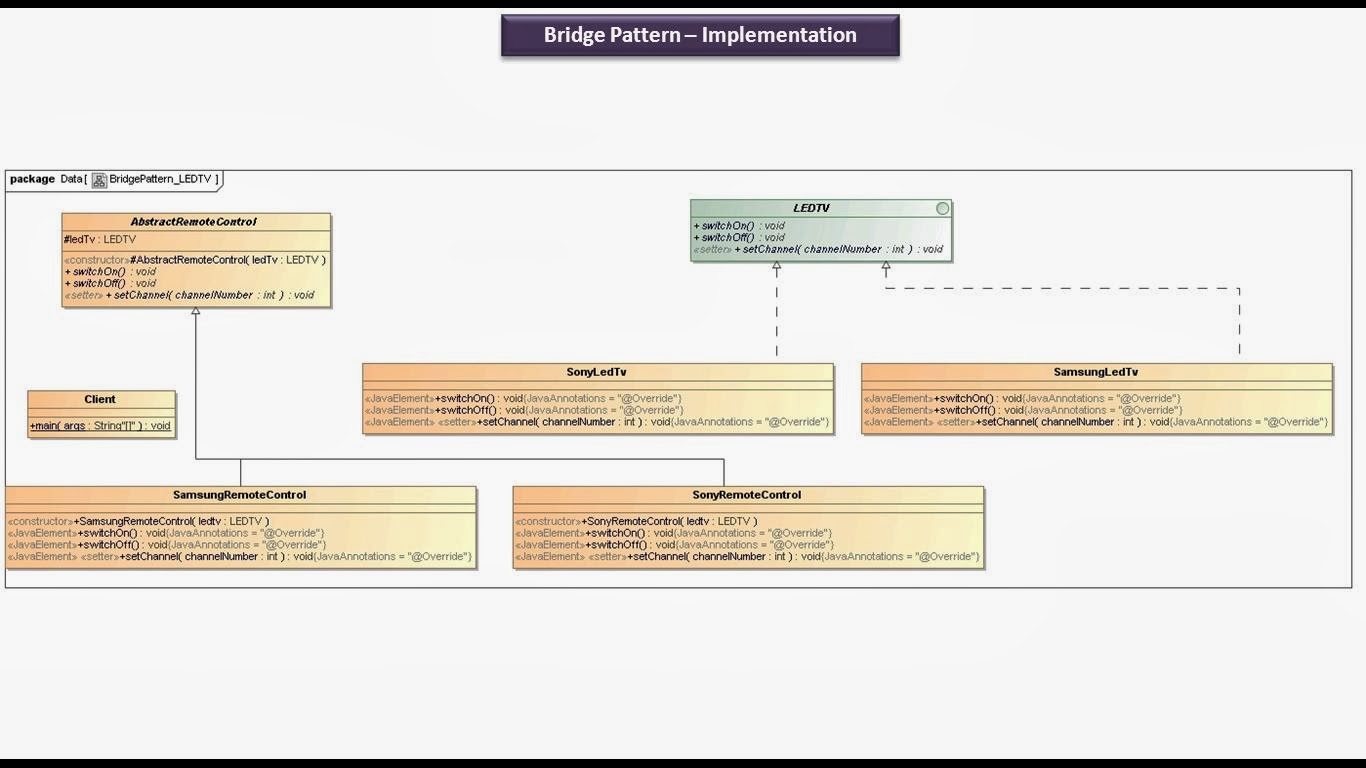 Bridge Pattern – Implementation
package Data [ BridgePattern_LEDTV ]
AbstractRemoteControl
#ledTv : LEDTV
«constructor»#AbstractRemoteControl( ledTv : LEDTV )
+switchOn() : void
+switchOff() : void
«setter» +setChannel( channelNumber : int ) : void
LEDTV
+switchOn() : void
+switchOff() : void
«setter» +setChannel( channelNumber : int ) : void
SonyLedTv
«JavaElement»+switchOn() : void{JavaAnnotations = "@Override"}
«JavaElement»+switchOff() : void{JavaAnnotations = "@Override"}
«JavaElement» «setter»+setChannel( channelNumber : int ) : void{JavaAnnotations = "@Override"}
SamsungLedTv
«JavaElement»+switchOn() : void{JavaAnnotations = "@Override"}
«JavaElement»+switchOff() : void{JavaAnnotations = "@Override"}
«JavaElement» «setter»+setChannel( channelNumber : int ) : void{JavaAnnotations = "@Override"}
Client
+main( args : String"[]" ) : void
SamsungRemoteControl
«constructor»+SamsungRemoteControl( ledtv : LEDTV )
«JavaElement»+switchOn() : void{JavaAnnotations = "@Override"}
«JavaElement»+switchOff() : void{JavaAnnotations = "@Override"}
«JavaElement» «setter»+setChannel( channelNumber : int ) : void{JavaAnnotations = "@Override"}
SonyRemoteControl
«constructor»+SonyRemoteControl( ledtv : LEDTV )
«JavaElement»+switchOn() : void{JavaAnnotations = "@Override"}
«JavaElement»+switchOff() : void{JavaAnnotations = "@Override"}
«JavaElement» «setter»+setChannel( channelNumber : int ) : void{JavaAnnotations = "@Override"}